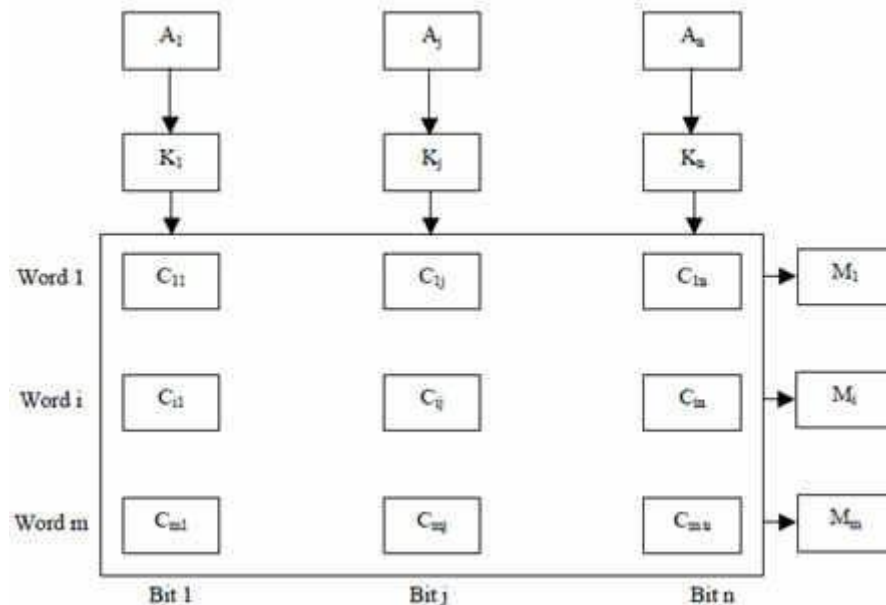 A₁ Aⱼ Aₙ
K₁ Kⱼ Kₙ
Word 1 C₁₁ C₁ⱼ C₁ₙ M₁
Word i Cᵢ₁ Cᵢⱼ Cᵢₙ Mᵢ
Word m Cₘ₁ Cₘⱼ Cₘₙ Mₘ
Bit 1 Bit j Bit n